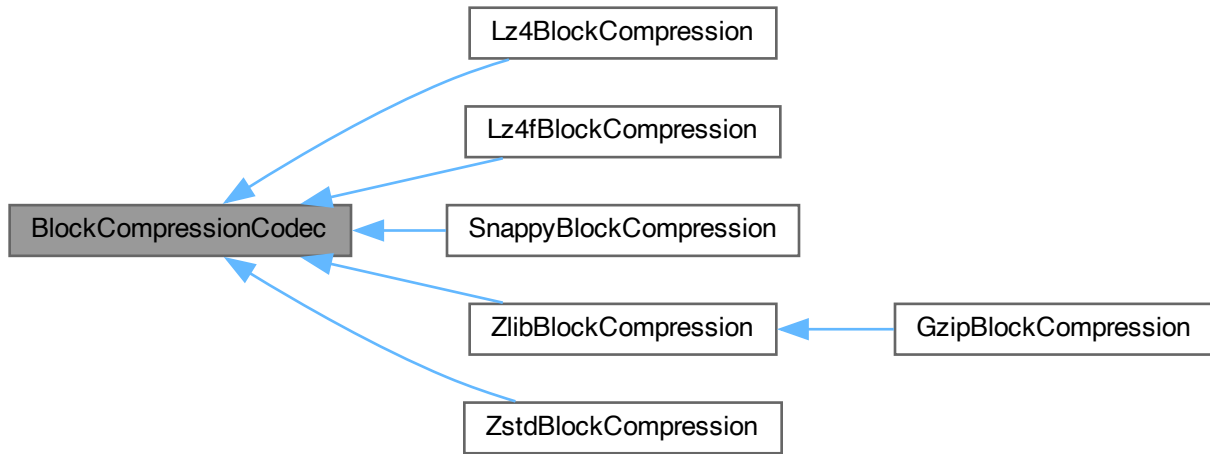 Lz4BlockCompression
Lz4fBlockCompression
BlockCompressionCodec
SnappyBlockCompression
ZlibBlockCompression
GzipBlockCompression
ZstdBlockCompression